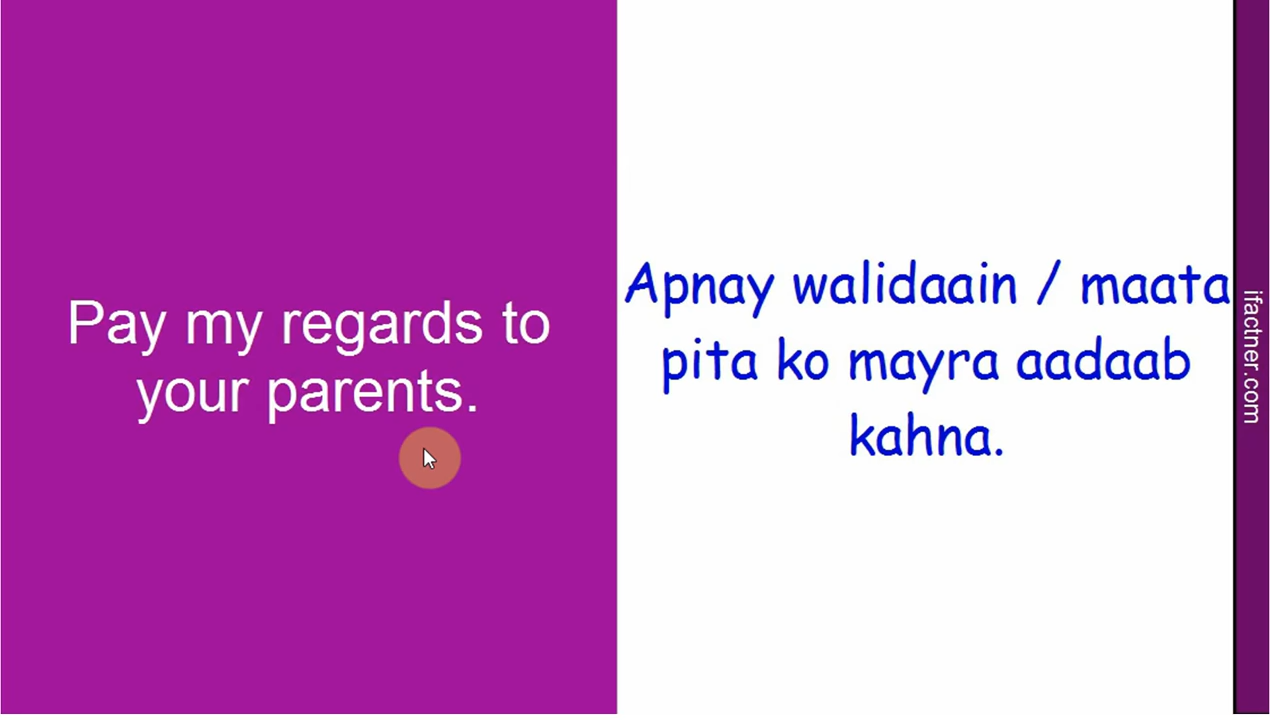 Pay my regards to
your parents.
Apnay walidaain / maata
pita ko mayra aadaab
kahna.
ifactner.com